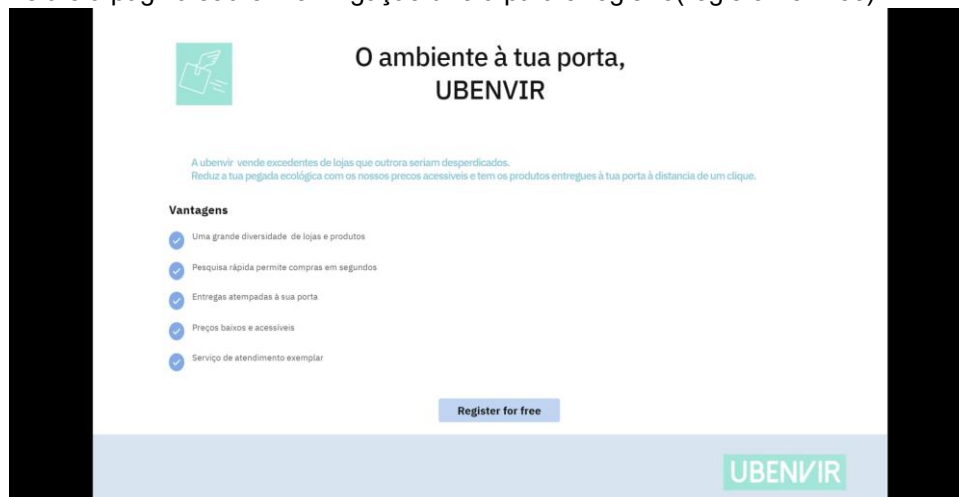 O ambiente à tua porta,
UBENVIR
A ubenvir vende excedentes de lojas que outrora seriam desperdicados.
Reduz a tua pegada ecológica com os nossos precos acessiveis e tem os produtos entregues à tua porta à distancia de um clique.
Vantagens
Uma grande diversidade de lojas e produtos
Pesquisa rápida permite compras em segundos
Entregas atempadas à sua porta
Preços baixos e acessíveis
Serviço de atendimento exemplar
Register for free
UBENVIR